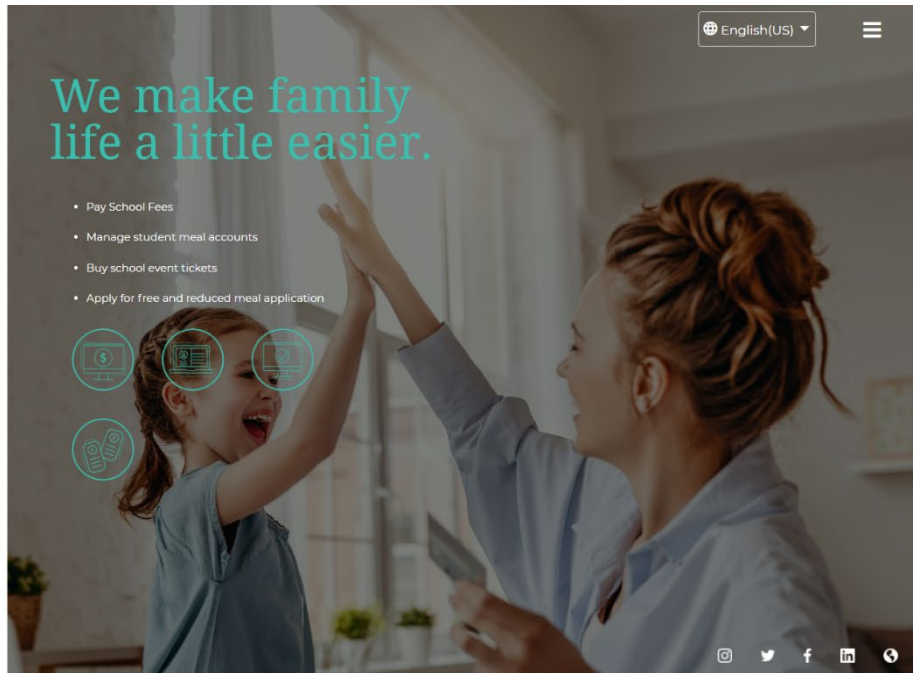 English(US)
We make family
life a little easier.
Pay School Fees
Manage student meal accounts
Buy school event tickets
Apply for free and reduced meal application